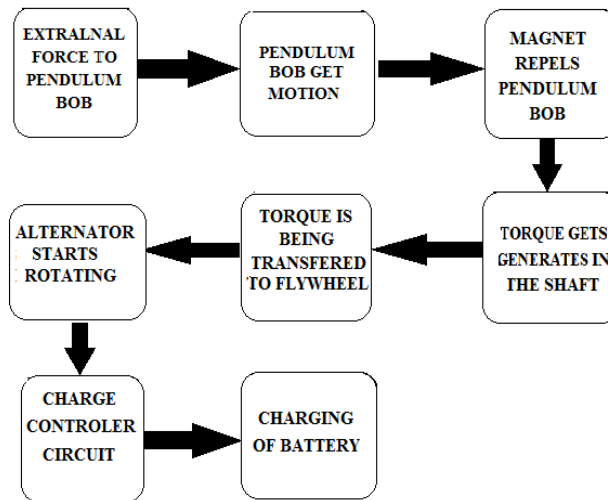 EXTRALNAL
FORCE TO
PENDULUM
BOB
PENDULUM
BOB GET
MOTION
MAGNET
REPELS
PENDULUM
BOB
TORQUE GETS
GENERATES IN
THE SHAFT
TORQUE IS
BEING
TRANSFERED
TO FLYWHEEL
ALTERNATOR
STARTS
ROTATING
CHARGE
CONTROLER
CIRCUIT
CHARGING
OF BATTERY